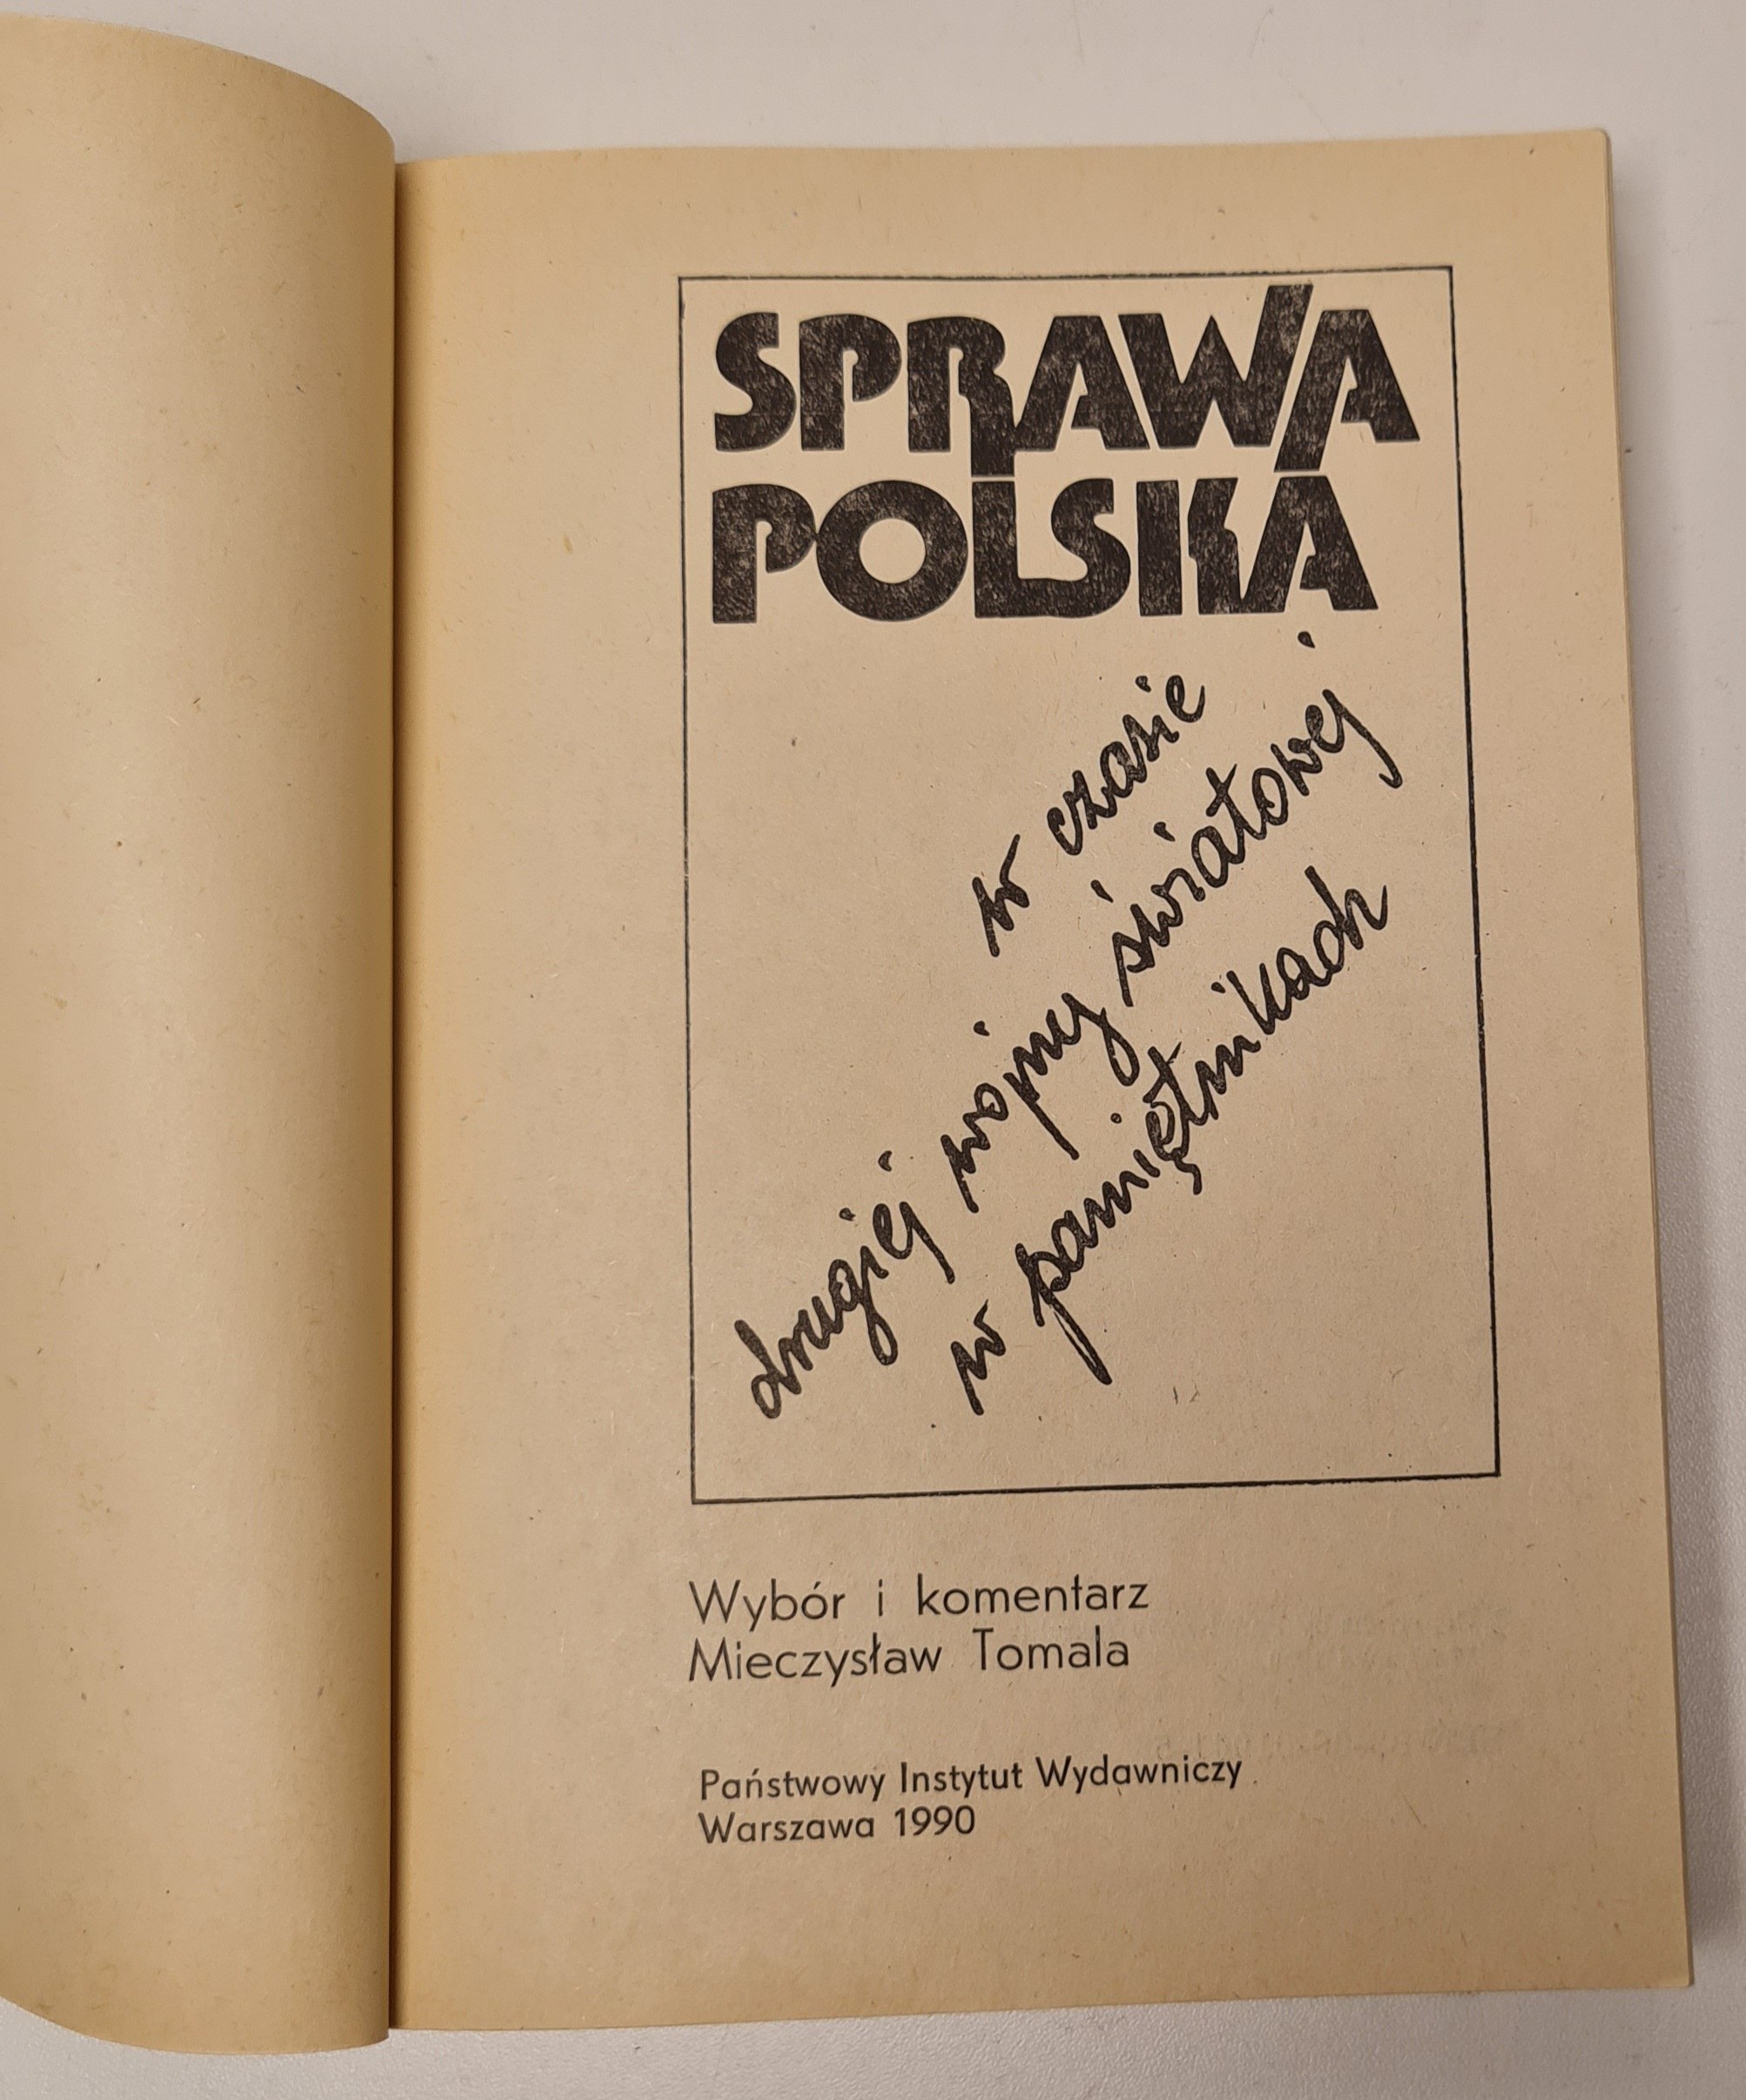 SPRAWA
POLSKA
w czasie
drugiej wojny światowej
w pamiętnikach
Wybór i komentarz
Mieczysław Tomala
Państwowy Instytut Wydawniczy
Warszawa 1990